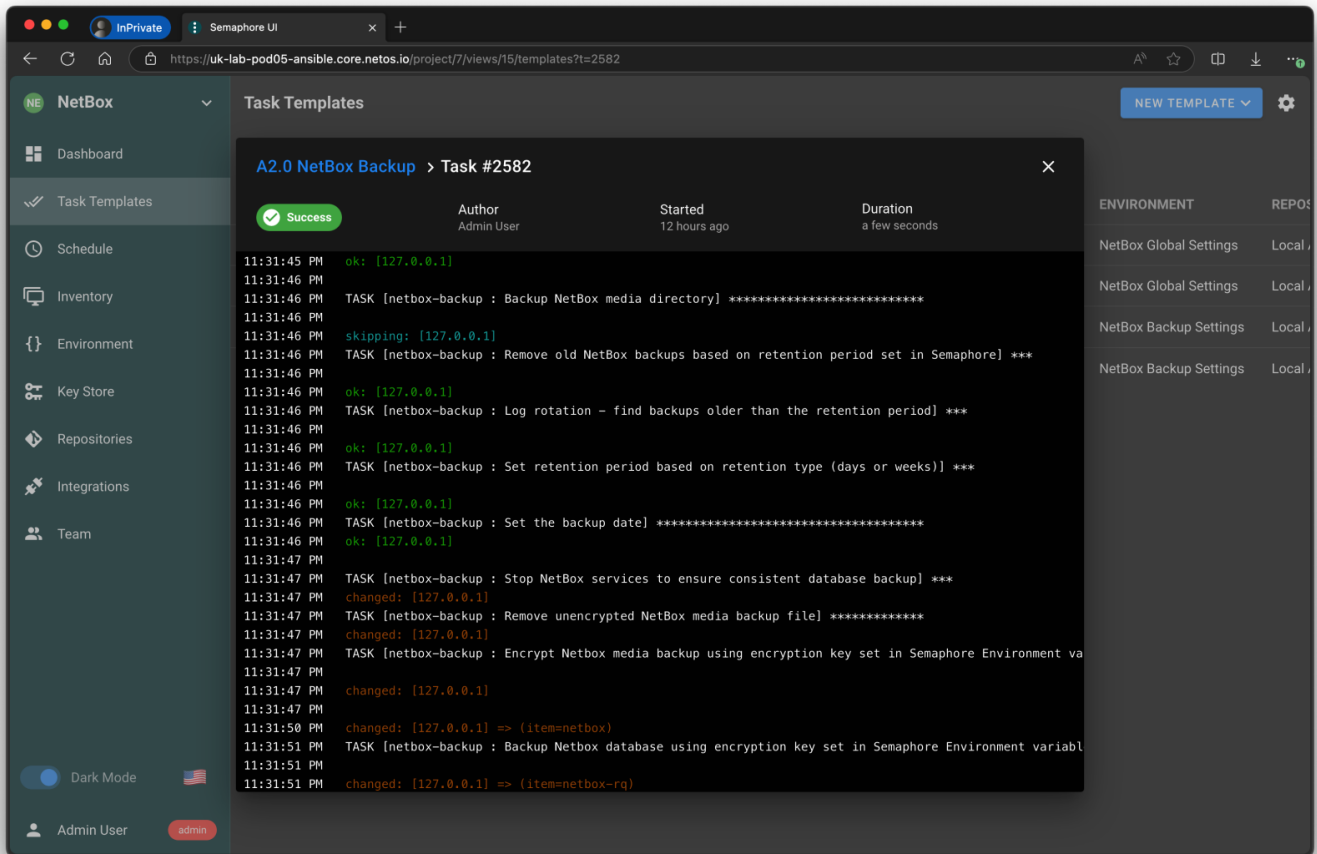 InPrivate
Semaphore UI
https://uk-lab-pod05-ansible.core.netos.io/project/7/views/15/templates?t=2582
NE NetBox
Task Templates
NEW TEMPLATE
Dashboard
Task Templates
Schedule
Inventory
Environment
Key Store
Repositories
Integrations
Team
Dark Mode
Admin User admin
A2.0 NetBox Backup > Task #2582
Success
Author
Admin User
Started
12 hours ago
Duration
a few seconds
11:31:45 PM ok: [127.0.0.1]
11:31:46 PM
11:31:46 PM TASK [netbox-backup : Backup NetBox media directory] ***************************
11:31:46 PM
11:31:46 PM skipping: [127.0.0.1]
11:31:46 PM TASK [netbox-backup : Remove old NetBox backups based on retention period set in Semaphore] ***
11:31:46 PM
11:31:46 PM ok: [127.0.0.1]
11:31:46 PM TASK [netbox-backup : Log rotation – find backups older than the retention period] ***
11:31:46 PM
11:31:46 PM ok: [127.0.0.1]
11:31:46 PM TASK [netbox-backup : Set retention period based on retention type (days or weeks)] ***
11:31:46 PM
11:31:46 PM ok: [127.0.0.1]
11:31:46 PM TASK [netbox-backup : Set the backup date] *************************************
11:31:46 PM ok: [127.0.0.1]
11:31:47 PM
11:31:47 PM TASK [netbox-backup : Stop NetBox services to ensure consistent database backup] ***
11:31:47 PM changed: [127.0.0.1]
11:31:47 PM TASK [netbox-backup : Remove unencrypted NetBox media backup file] *************
11:31:47 PM changed: [127.0.0.1]
11:31:47 PM TASK [netbox-backup : Encrypt Netbox media backup using encryption key set in Semaphore Environment va
11:31:47 PM
11:31:47 PM changed: [127.0.0.1]
11:31:47 PM
11:31:50 PM changed: [127.0.0.1] => (item=netbox)
11:31:51 PM TASK [netbox-backup : Backup Netbox database using encryption key set in Semaphore Environment variabl
11:31:51 PM
11:31:51 PM changed: [127.0.0.1] => (item=netbox-rq)
ENVIRONMENT REPOS
NetBox Global Settings Local
NetBox Global Settings Local
NetBox Backup Settings Local
NetBox Backup Settings Local